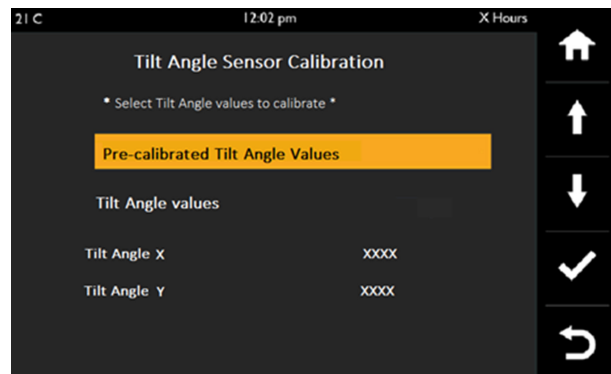 21 C 12:02 pm X Hours
Tilt Angle Sensor Calibration
* Select Tilt Angle values to calibrate *
Pre-calibrated Tilt Angle Values
Tilt Angle values
Tilt Angle X XXXX
Tilt Angle Y XXXX